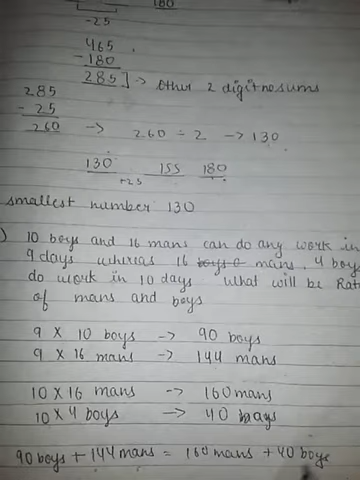 180
-25
465
- 180
285 ] -> Other 2 digit no sums
285
- 25
260 -> 260 ÷ 2 -> 130
130 155 180
+25
smallest number 130
) 10 boys and 16 mans can do any work in
9 days whereas 16 mans, 4 boys
do work in 10 days what will be Rat
of mans and boys
9 X 10 boys -> 90 boys
9 X 16 mans -> 144 mans
10 X 16 mans -> 160 mans
10 X 4 boys -> 40
90 boys + 144 mans = 160 mans + 40 boys